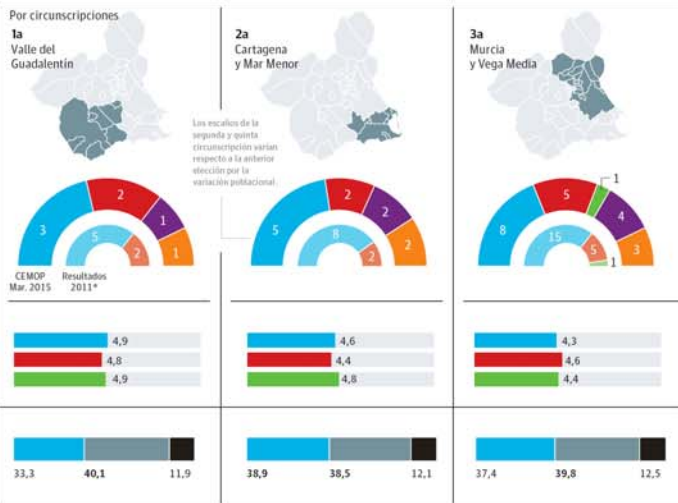 Por circunscripciones
1a
Valle del
Guadalentín
2a
Cartagena
y Mar Menor
3a
Murcia
y Vega Media
Los escaños de la
segunda y quinta
circunscripción varían
respecto a la anterior
elección por la
variación poblacional.
3
2
1
1
5
2
CEMOP
Mar. 2015
Resultados
2011*
5
2
2
2
8
2
8
5
1
4
3
15
5
1
4,9
4,8
4,9
4,6
4,4
4,8
4,3
4,6
4,4
33,3 40,1 11,9
38,9 38,5 12,1
37,4 39,8 12,5